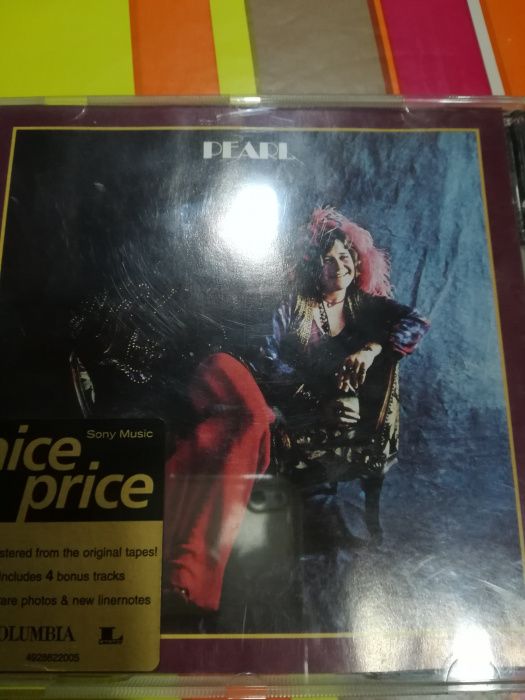 PEARL
Sony Music
nice
price
stered from the original tapes!
ncludes 4 bonus tracks
are photos & new linernotes
OLUMBIA
4928622005